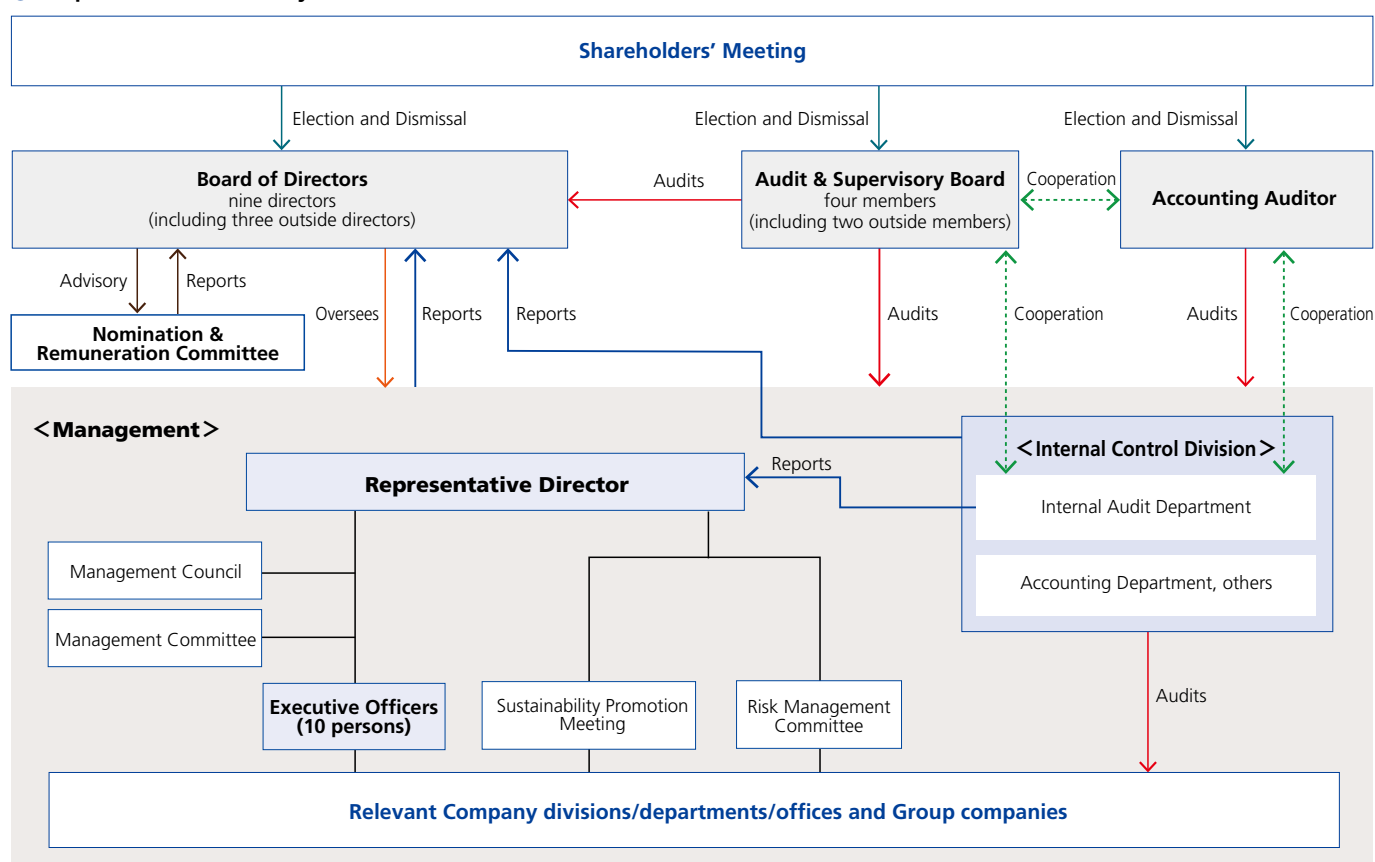 Shareholders' Meeting
Election and Dismissal
Election and Dismissal
Election and Dismissal
Board of Directors
nine directors
(including three outside directors)
Audits
Audit & Supervisory Board
four members
(including two outside members)
Cooperation
Accounting Auditor
Advisory
Reports
Oversees
Reports
Reports
Audits
Cooperation
Audits
Cooperation
Nomination &
Remuneration Committee
<Management>
<Internal Control Division>
Representative Director
Reports
Internal Audit Department
Management Council
Accounting Department, others
Management Committee
Executive Officers
(10 persons)
Sustainability Promotion
Meeting
Risk Management
Committee
Audits
Relevant Company divisions/departments/offices and Group companies